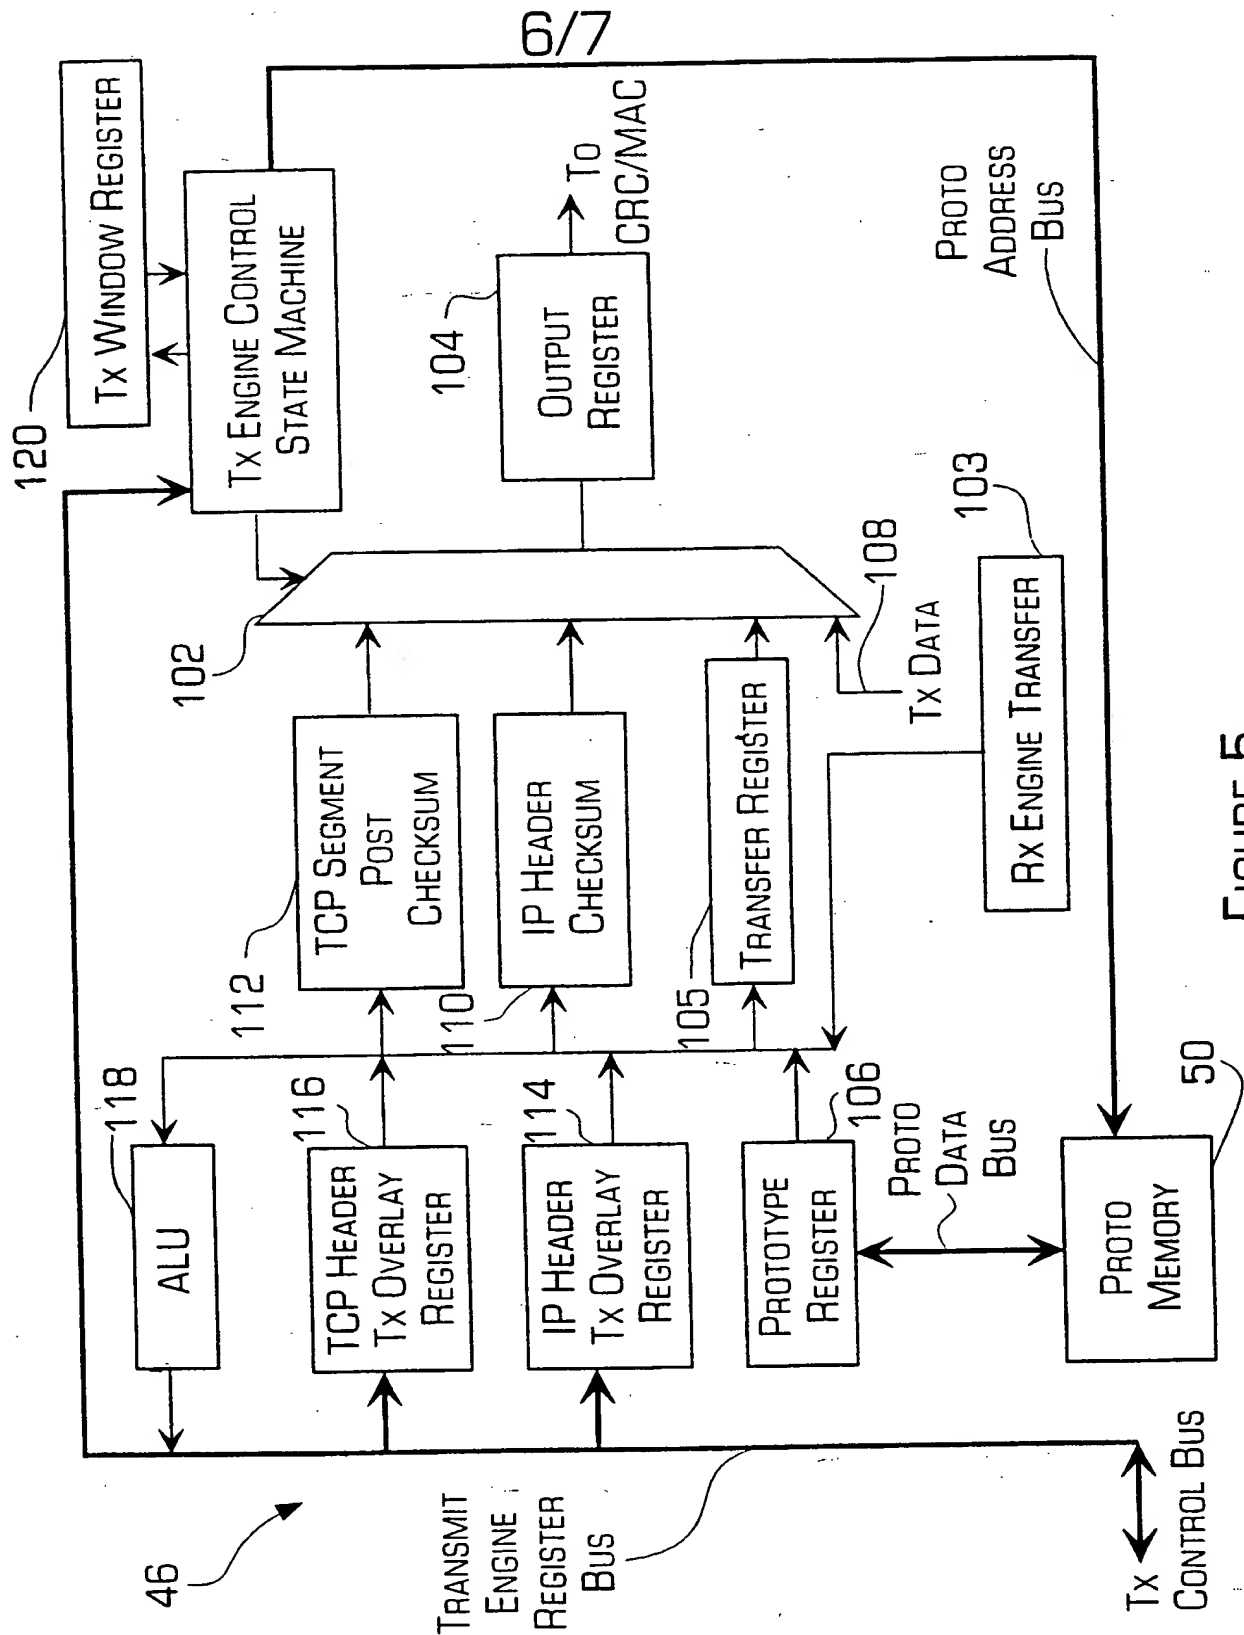 6/7
120
TX WINDOW REGISTER
TX ENGINE CONTROL
STATE MACHINE
102
104
OUTPUT
REGISTER
TO
CRC/MAC
112
TCP SEGMENT
POST
CHECKSUM
110
IP HEADER
CHECKSUM
105
TRANSFER REGISTER
108
TX DATA
103
RX ENGINE TRANSFER
PROTO
ADDRESS
BUS
118
ALU
116
TCP HEADER
TX OVERLAY
REGISTER
114
IP HEADER
TX OVERLAY
REGISTER
106
PROTOTYPE
REGISTER
PROTO
DATA
BUS
50
PROTO
MEMORY
46
TRANSMIT
ENGINE
REGISTER
BUS
TX
CONTROL BUS
FIGURE 5